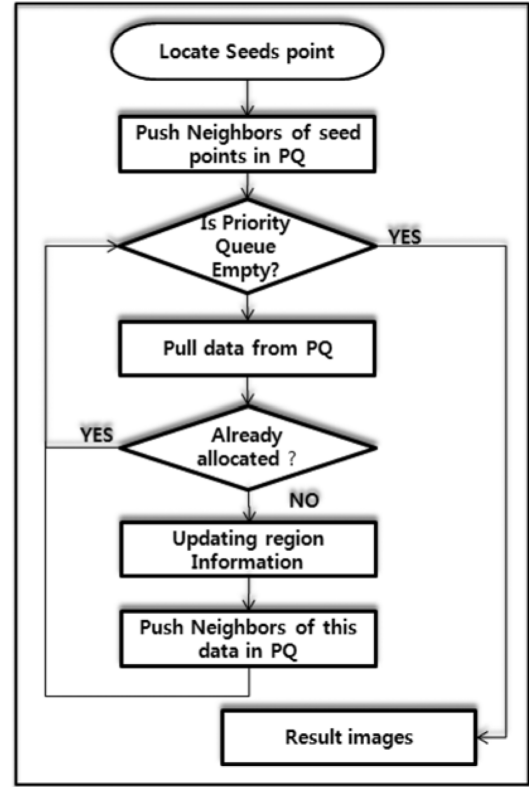 Locate Seeds point
Push Neighbors of seed
points in PQ
Is Priority
Queue
Empty?
YES
Pull data from PQ
YES
Already
allocated ?
NO
Updating region
Information
Push Neighbors of this
data in PQ
Result images